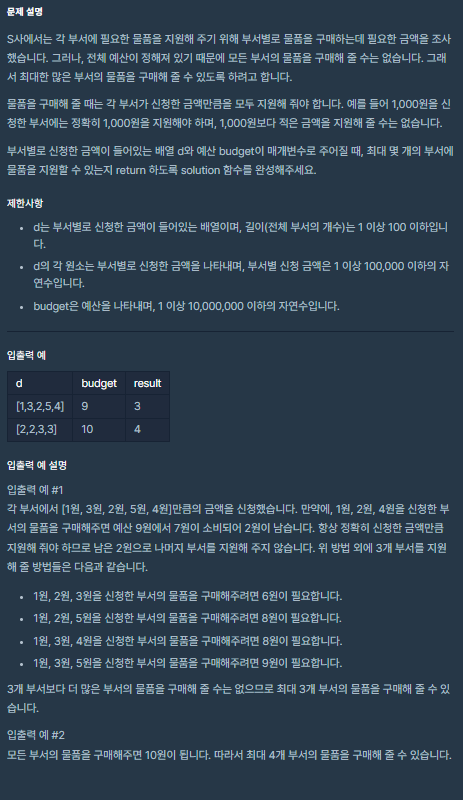 문제 설명
S사에서는 각 부서에 필요한 물품을 지원해 주기 위해 부서별로 물품을 구매하는데 필요한 금액을 조사
했습니다. 그러나, 전체 예산이 정해져 있기 때문에 모든 부서의 물품을 구매해 줄 수는 없습니다. 그래
서 최대한 많은 부서의 물품을 구매해 줄 수 있도록 하려고 합니다.
물품을 구매해 줄 때는 각 부서가 신청한 금액만큼을 모두 지원해 줘야 합니다. 예를 들어 1,000원을 신
청한 부서에는 정확히 1,000원을 지원해야 하며, 1,000원보다 적은 금액을 지원해 줄 수는 없습니다.
부서별로 신청한 금액이 들어있는 배열 d와 예산 budget이 매개변수로 주어질 때, 최대 몇 개의 부서에
물품을 지원할 수 있는지 return 하도록 solution 함수를 완성해주세요.
제한사항
• d는 부서별로 신청한 금액이 들어있는 배열이며, 길이(전체 부서의 개수)는 1 이상 100 이하입니
다.
• d의 각 원소는 부서별로 신청한 금액을 나타내며, 부서별 신청 금액은 1 이상 100,000 이하의 자
연수입니다.
• budget은 예산을 나타내며, 1 이상 10,000,000 이하의 자연수입니다.
입출력 예
d budget result
[1,3,2,5,4] 9 3
[2,2,3,3] 10 4
입출력 예 설명
입출력 예 #1
각 부서에서 [1원, 3원, 2원, 5원, 4원]만큼의 금액을 신청했습니다. 만약에, 1원, 2원, 4원을 신청한 부
서의 물품을 구매해주면 예산 9원에서 7원이 소비되어 2원이 남습니다. 항상 정확히 신청한 금액만큼
지원해 줘야 하므로 남은 2원으로 나머지 부서를 지원해 주지 않습니다. 위 방법 외에 3개 부서를 지원
해 줄 방법들은 다음과 같습니다.
• 1원, 2원, 3원을 신청한 부서의 물품을 구매해주려면 6원이 필요합니다.
• 1원, 2원, 5원을 신청한 부서의 물품을 구매해주려면 8원이 필요합니다.
• 1원, 3원, 4원을 신청한 부서의 물품을 구매해주려면 8원이 필요합니다.
• 1원, 3원, 5원을 신청한 부서의 물품을 구매해주려면 9원이 필요합니다.
3개 부서보다 더 많은 부서의 물품을 구매해 줄 수는 없으므로 최대 3개 부서의 물품을 구매해 줄 수 있
습니다.
입출력 예 #2
모든 부서의 물품을 구매해주면 10원이 됩니다. 따라서 최대 4개 부서의 물품을 구매해 줄 수 있습니다.